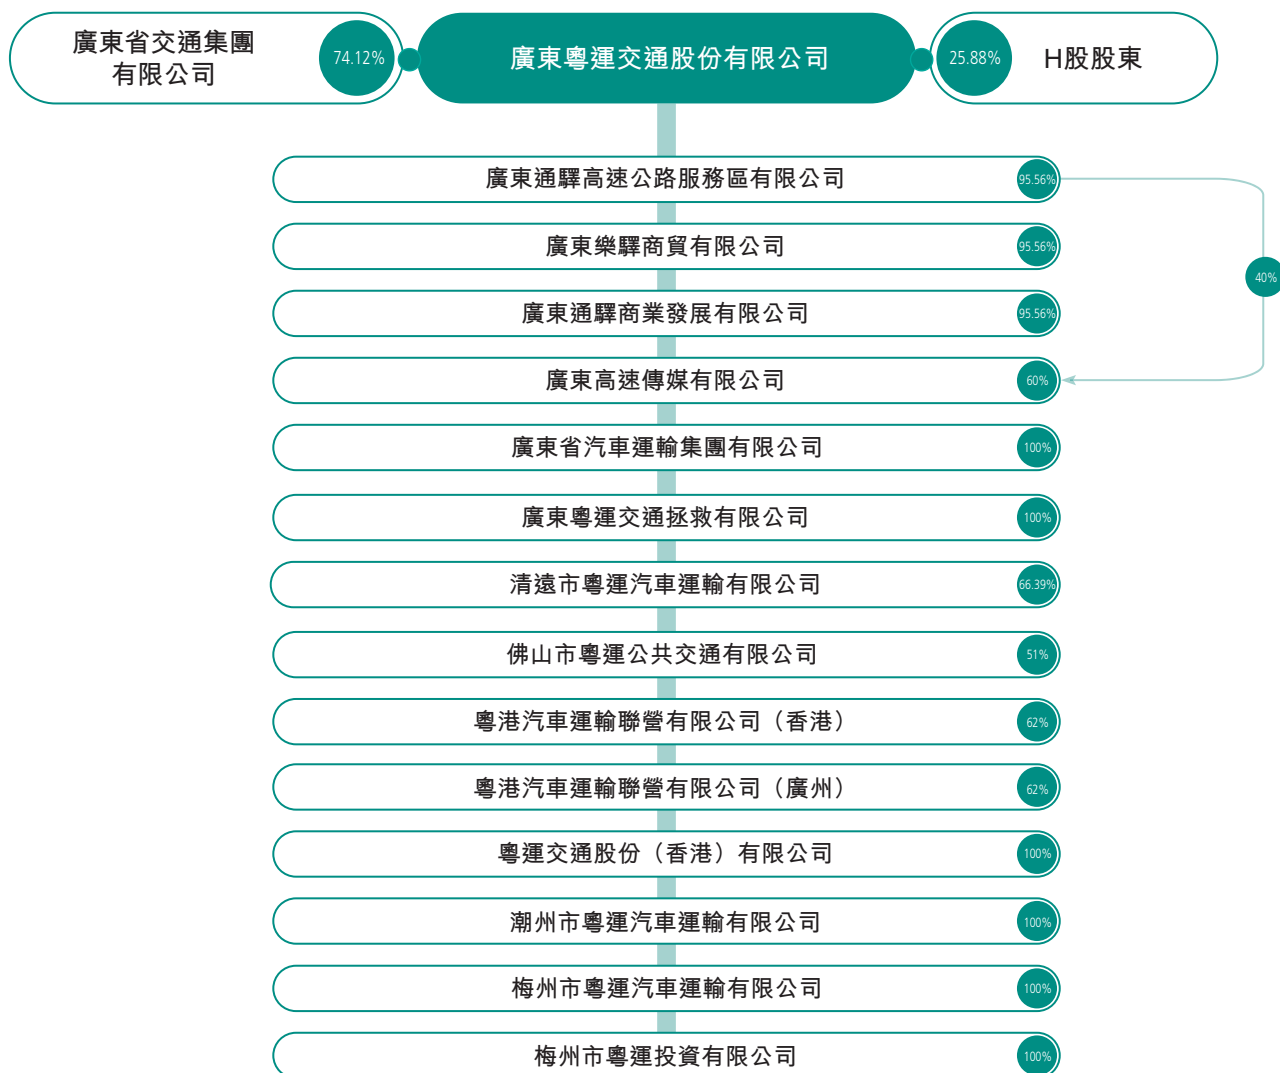 廣東省交通集團
有限公司
74.12%
廣東粵運交通股份有限公司
25.88%
H股股東
廣東通驛高速公路服務區有限公司
95.56%
廣東樂驛商貿有限公司
95.56%
40%
廣東通驛商業發展有限公司
95.56%
廣東高速傳媒有限公司
60%
廣東省汽車運輸集團有限公司
100%
廣東粵運交通拯救有限公司
100%
清遠市粵運汽車運輸有限公司
66.39%
佛山市粵運公共交通有限公司
51%
粵港汽車運輸聯營有限公司（香港）
62%
粵港汽車運輸聯營有限公司（廣州）
62%
粵運交通股份（香港）有限公司
100%
潮州市粵運汽車運輸有限公司
100%
梅州市粵運汽車運輸有限公司
100%
梅州市粵運投資有限公司
100%